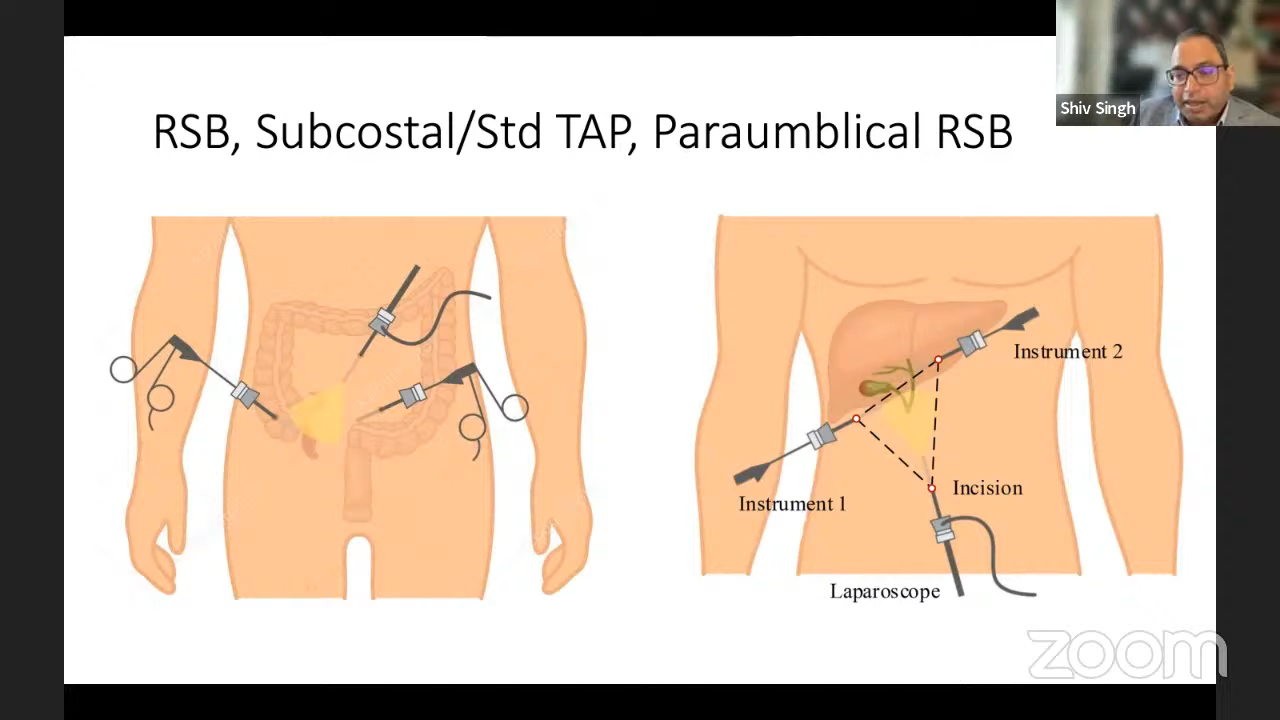 Shiv Singh
RSB, Subcostal/Std TAP, Paraumblical RSB
Instrument 2
Instrument 1
Incision
Laparoscope
zoom